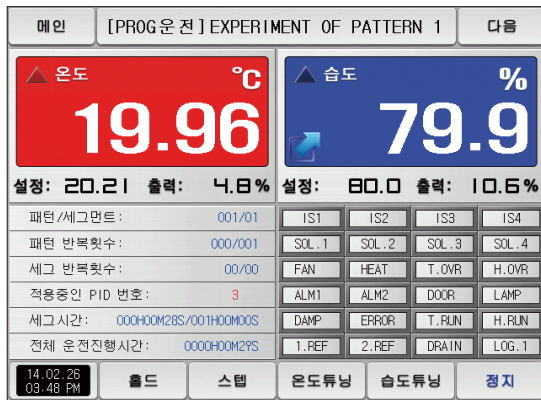 메인 [PROG운전]EXPERIMENT OF PATTERN 1 다음
온도 ℃ 습도 %
19.96 79.9
설정: 20.21 출력: 4.8% 설정: 80.0 출력: 10.6%
패턴/세그먼트: 001/01 IS1 IS2 IS3 IS4
패턴 반복횟수: 000/001 SOL.1 SOL.2 SOL.3 SOL.4
세그 반복횟수: 00/00 FAN HEAT T.OVR H.OVR
적용중인 PID 번호: 3 ALM1 ALM2 DOOR LAMP
세그시간: 000H00M28S/001H00M00S DAMP ERROR T.RUN H.RUN
전체 운전진행시간: 0000H00M29S 1.REF 2.REF DRAIN LOG.1
14.02.26
03:48 PM 홀드 스텝 온도튜닝 습도튜닝 정지